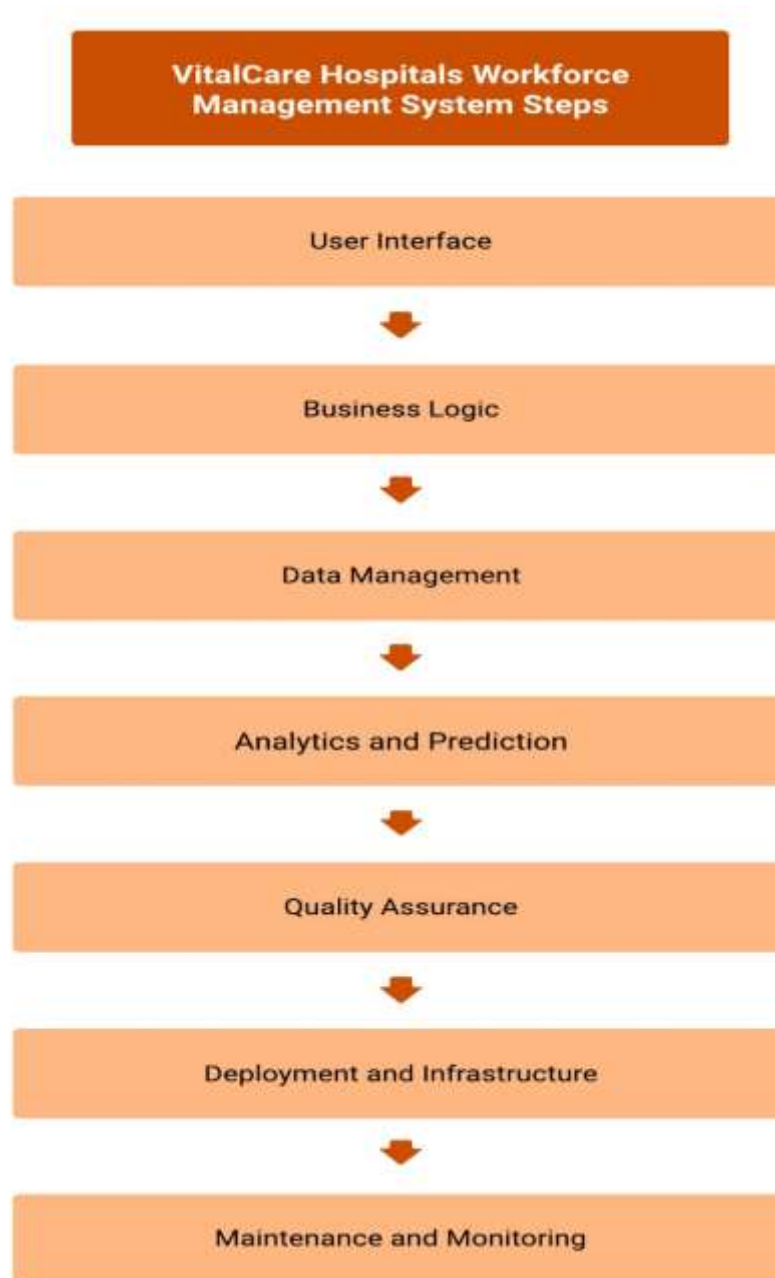 VitalCare Hospitals Workforce
Management System Steps
User Interface
Business Logic
Data Management
Analytics and Prediction
Quality Assurance
Deployment and Infrastructure
Maintenance and Monitoring